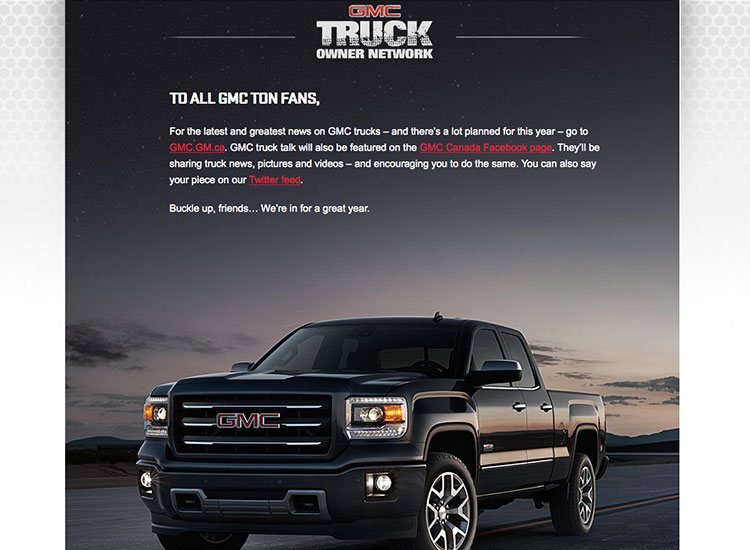 GMC
TRUCK
OWNER NETWORK
TO ALL GMC TON FANS,
For the latest and greatest news on GMC trucks – and there's a lot planned for this year – go to
GMC.GM.ca. GMC truck talk will also be featured on the GMC Canada Facebook page. They'll be
sharing truck news, pictures and videos – and encouraging you to do the same. You can also say
your piece on our Twitter feed.
Buckle up, friends… We're in for a great year.
GMC